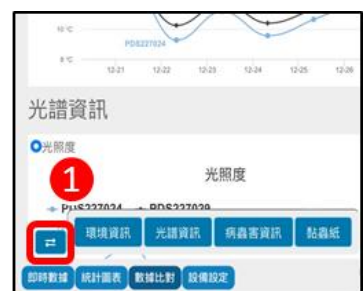 10°C
PDS227024
8°C
12-21 12-22 12-23 12-24 12-25 12-26
光譜資訊
光照度
光照度
1
PDS227024 PDS227029
環境資訊 光譜資訊 病蟲害資訊 黏蟲紙
即時數據 統計圖表 數據比對 設備設定